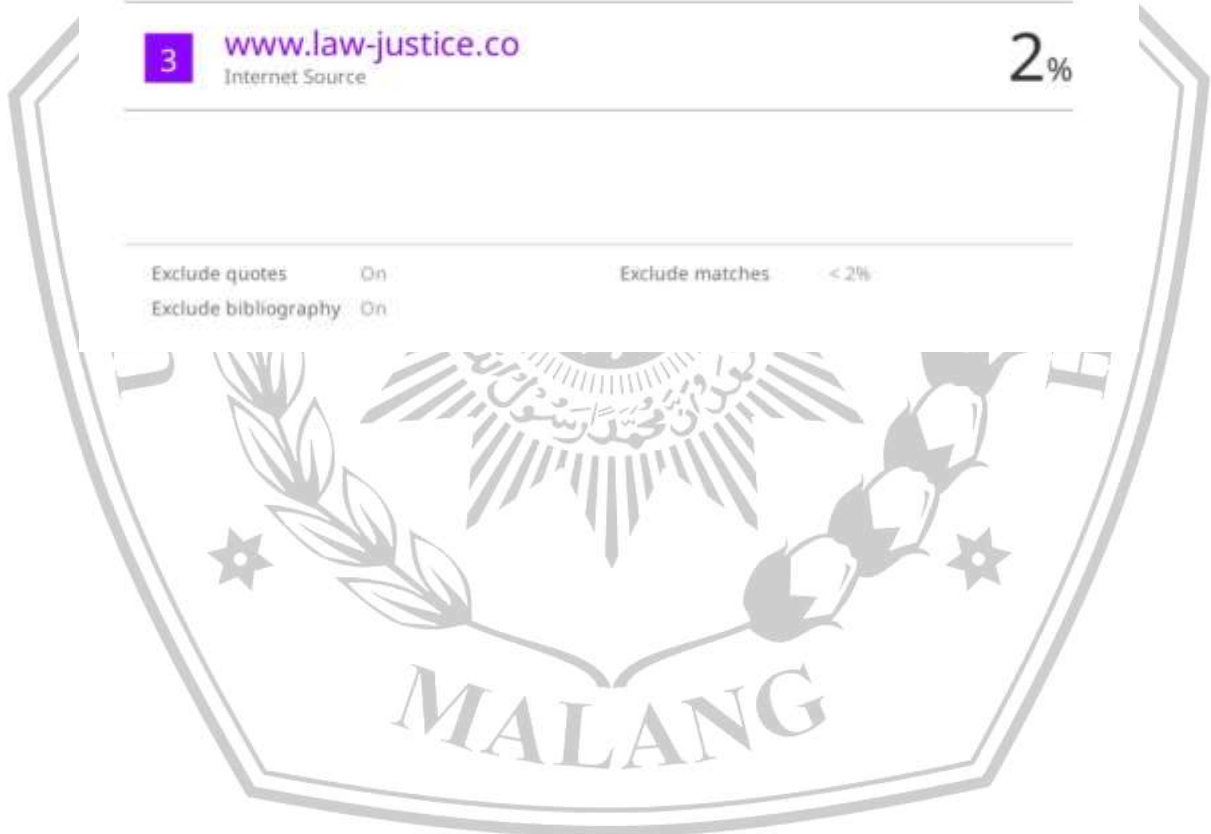 3 www.law-justice.co 2%
Internet Source
Exclude quotes On Exclude matches < 2%
Exclude bibliography On
MALANG